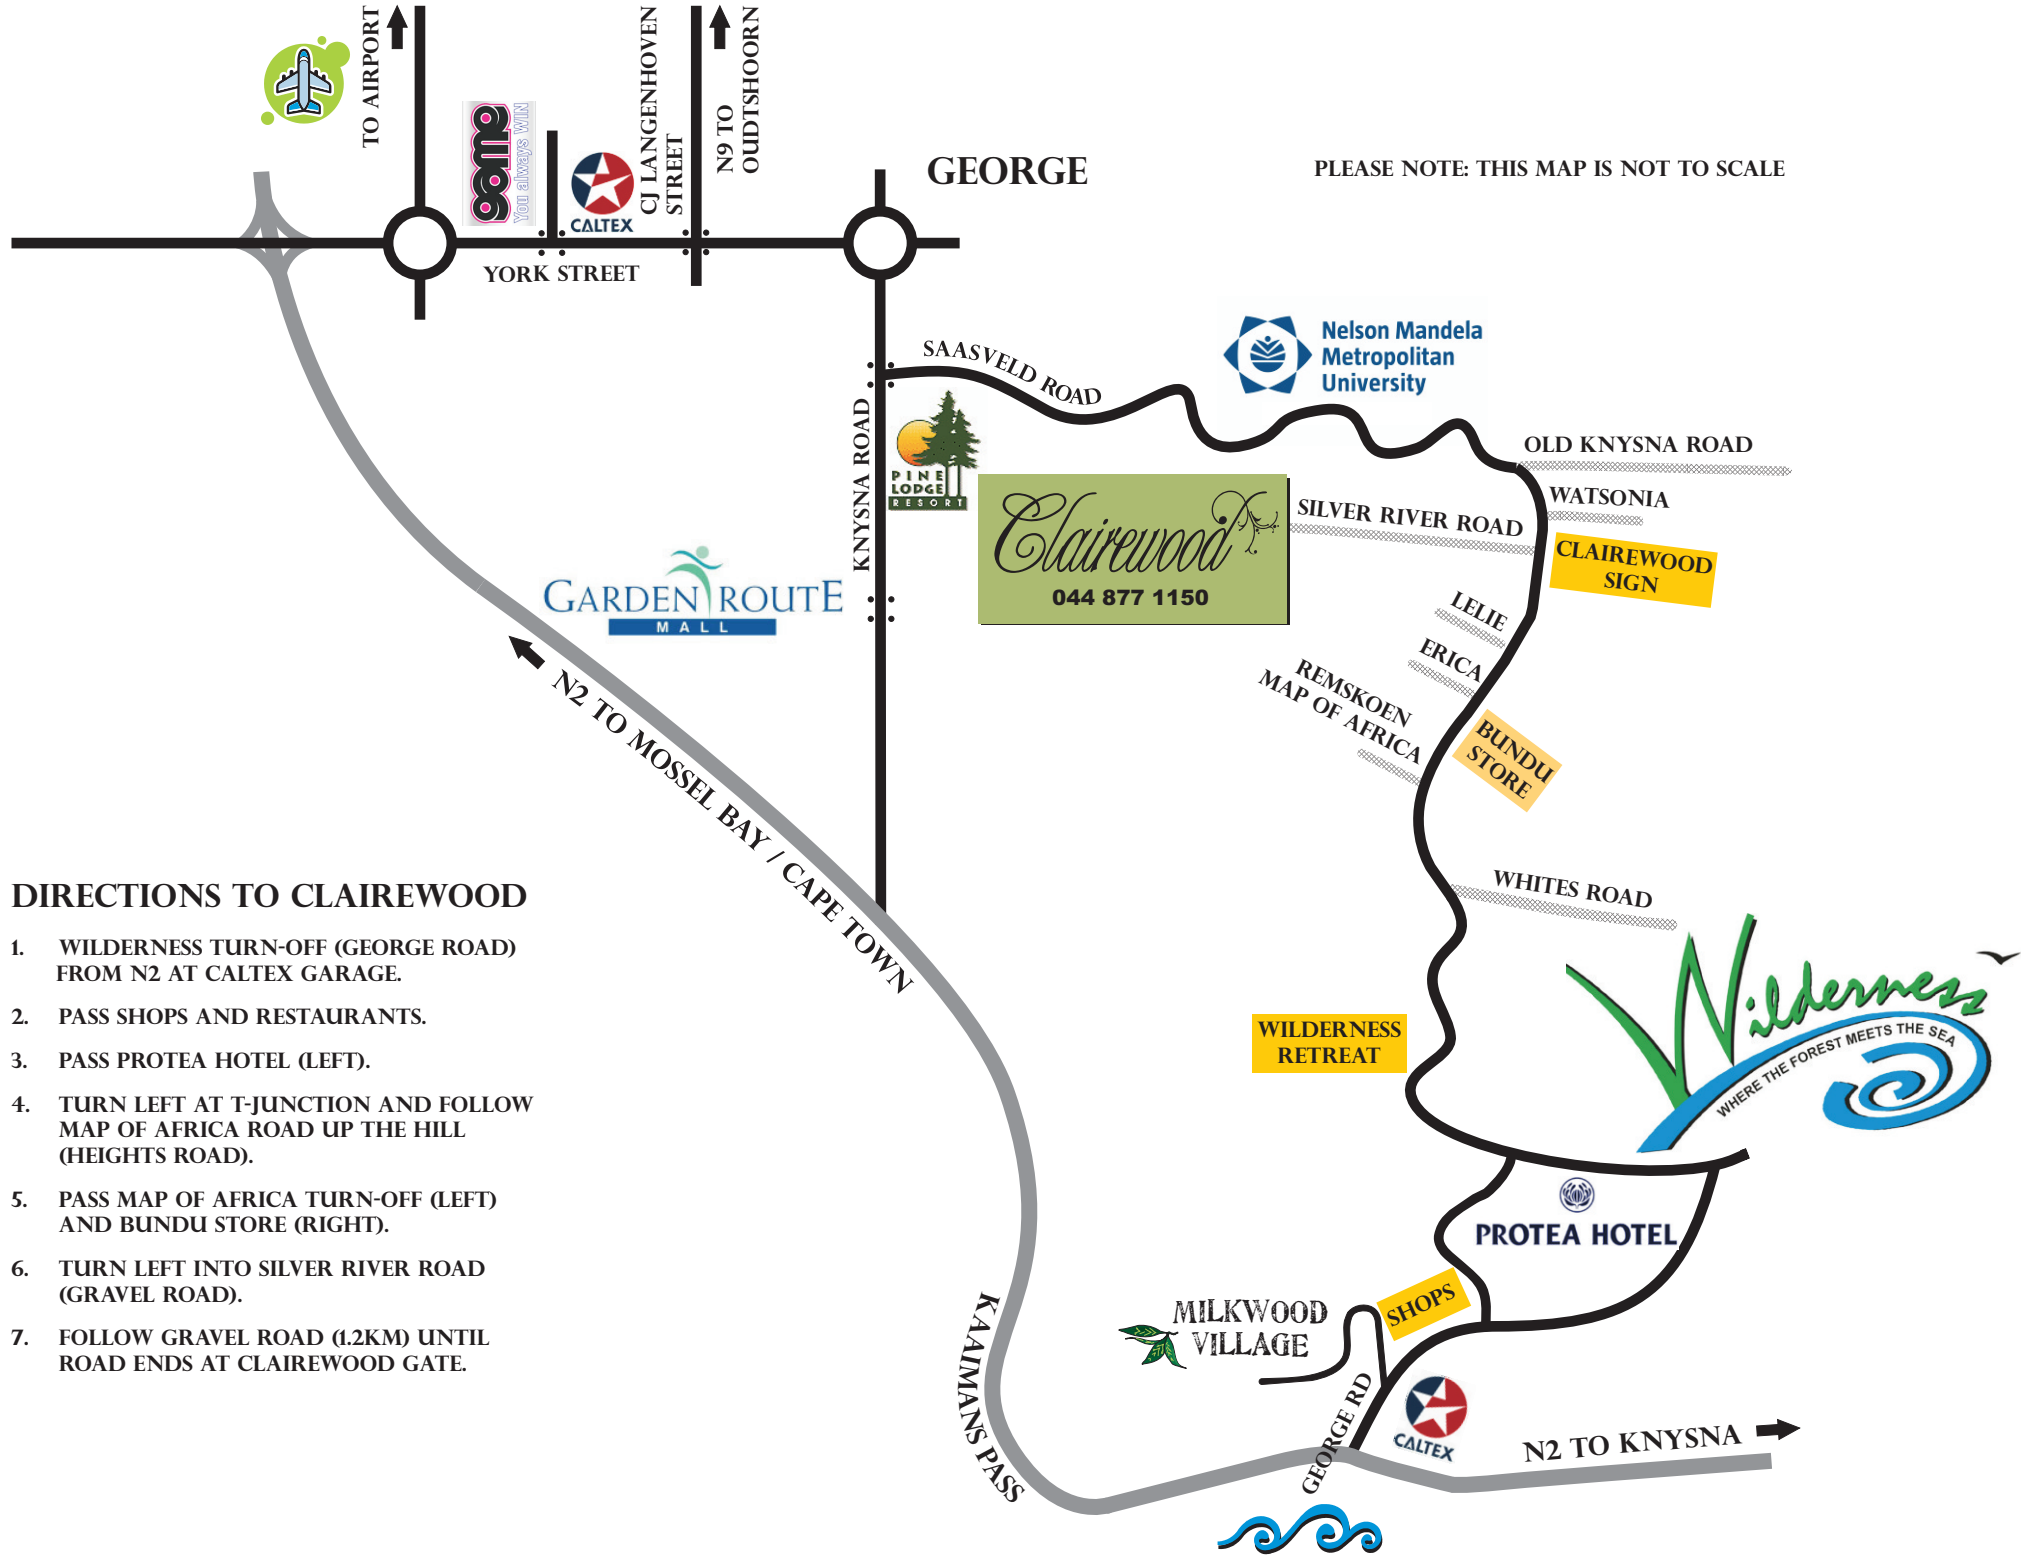 TO AIRPORT
game
You always WIN
CALTEX
CJ LANGENHOVEN
STREET
N9 TO
OUDTSHOORN
GEORGE
PLEASE NOTE: THIS MAP IS NOT TO SCALE
YORK STREET
SAASVELD ROAD
Nelson Mandela
Metropolitan
University
KNYSNA ROAD
PINE
LODGE
RESORT
OLD KNYSNA ROAD
WATSONIA
SILVER RIVER ROAD
Clairewood
044 877 1150
CLAIREWOOD
SIGN
GARDEN ROUTE
MALL
LELIE
ERICA
REMSKOEN
MAP OF AFRICA
BUNDU
STORE
N2 TO MOSSEL BAY / CAPE TOWN
WHITES ROAD
Wilderness
WHERE THE FOREST MEETS THE SEA
WILDERNESS
RETREAT
PROTEA HOTEL
SHOPS
MILKWOOD
VILLAGE
KAAIMANS PASS
GEORGE RD
CALTEX
N2 TO KNYSNA
DIRECTIONS TO CLAIREWOOD
1. WILDERNESS TURN-OFF (GEORGE ROAD)
FROM N2 AT CALTEX GARAGE.
2. PASS SHOPS AND RESTAURANTS.
3. PASS PROTEA HOTEL (LEFT).
4. TURN LEFT AT T-JUNCTION AND FOLLOW
MAP OF AFRICA ROAD UP THE HILL
(HEIGHTS ROAD).
5. PASS MAP OF AFRICA TURN-OFF (LEFT)
AND BUNDU STORE (RIGHT).
6. TURN LEFT INTO SILVER RIVER ROAD
(GRAVEL ROAD).
7. FOLLOW GRAVEL ROAD (1.2KM) UNTIL
ROAD ENDS AT CLAIREWOOD GATE.